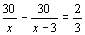 30/x − 30/(x − 3) = 2/3